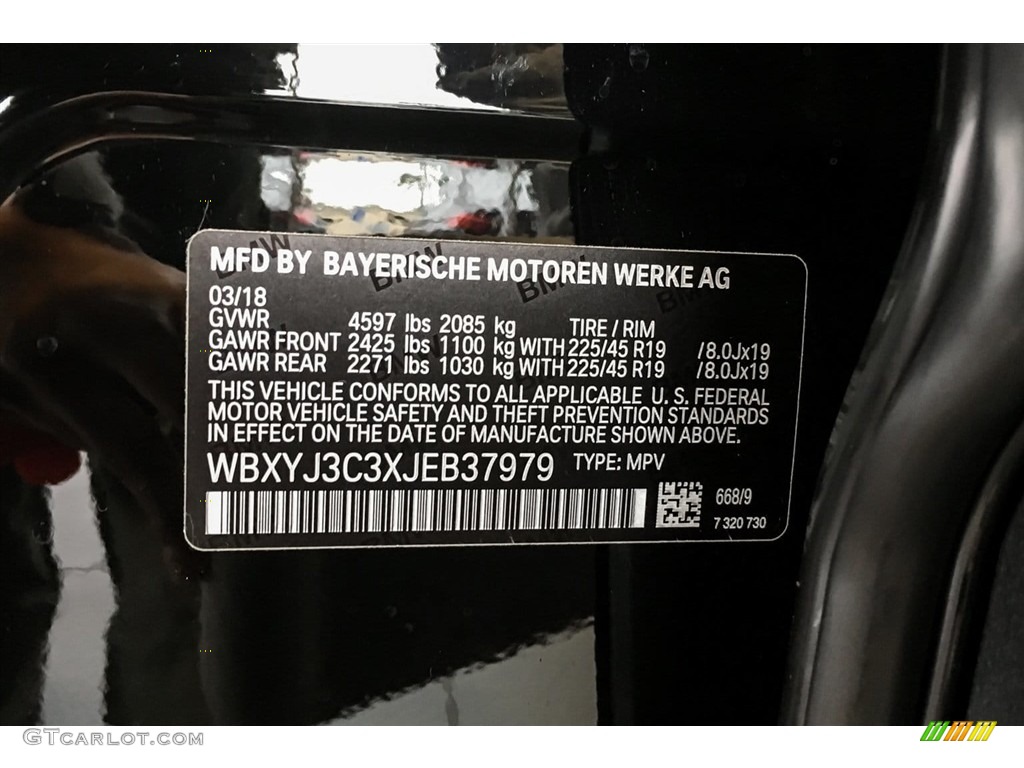 MFD BY BAYERISCHE MOTOREN WERKE AG
03/18
GVWR 4597 lbs 2085 kg TIRE / RIM
GAWR FRONT 2425 lbs 1100 kg WITH 225/45 R19 /8.0Jx19
GAWR REAR 2271 lbs 1030 kg WITH 225/45 R19 /8.0Jx19
THIS VEHICLE CONFORMS TO ALL APPLICABLE U. S. FEDERAL
MOTOR VEHICLE SAFETY AND THEFT PREVENTION STANDARDS
IN EFFECT ON THE DATE OF MANUFACTURE SHOWN ABOVE.
WBXYJ3C3XJEB37979 TYPE: MPV
668/9
7 320 730
GTcarlot.com